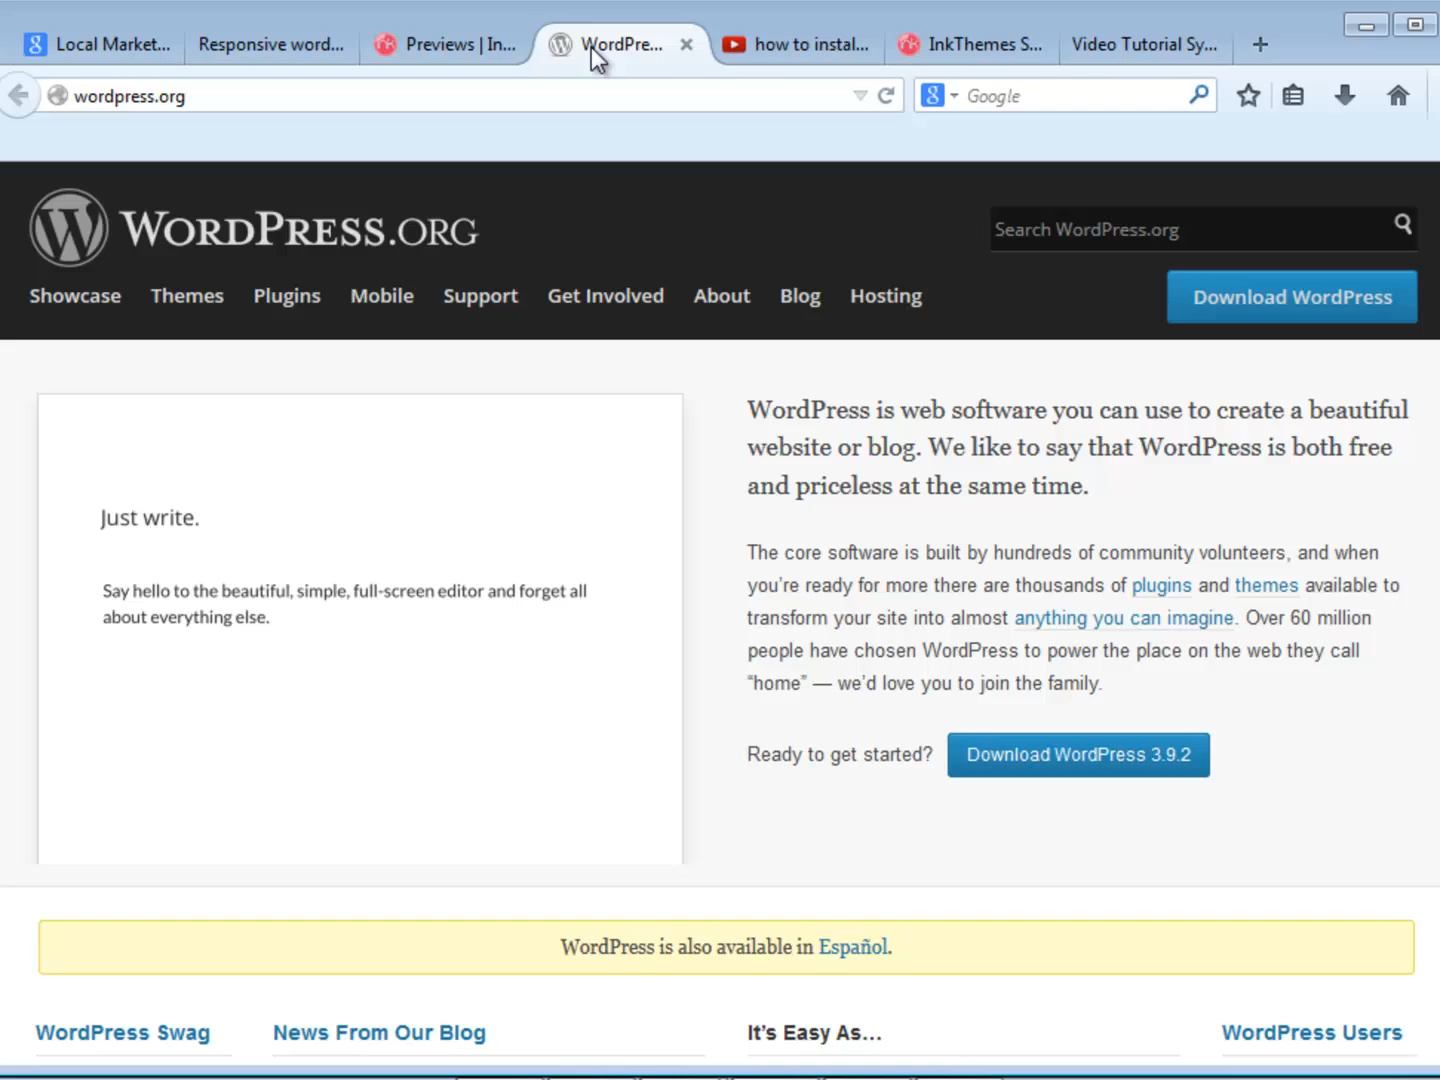 Local Market...
Responsive word...
Previews | In...
WordPre...
how to instal...
InkThemes S...
Video Tutorial Sy...
wordpress.org
Google
WORDPRESS.ORG
Search WordPress.org
Showcase Themes Plugins Mobile Support Get Involved About Blog Hosting
Download WordPress
Just write.
Say hello to the beautiful, simple, full-screen editor and forget all
about everything else.
WordPress is web software you can use to create a beautiful
website or blog. We like to say that WordPress is both free
and priceless at the same time.
The core software is built by hundreds of community volunteers, and when
you’re ready for more there are thousands of plugins and themes available to
transform your site into almost anything you can imagine. Over 60 million
people have chosen WordPress to power the place on the web they call
“home” — we’d love you to join the family.
Ready to get started?
Download WordPress 3.9.2
WordPress is also available in Español.
WordPress Swag
News From Our Blog
It’s Easy As…
WordPress Users